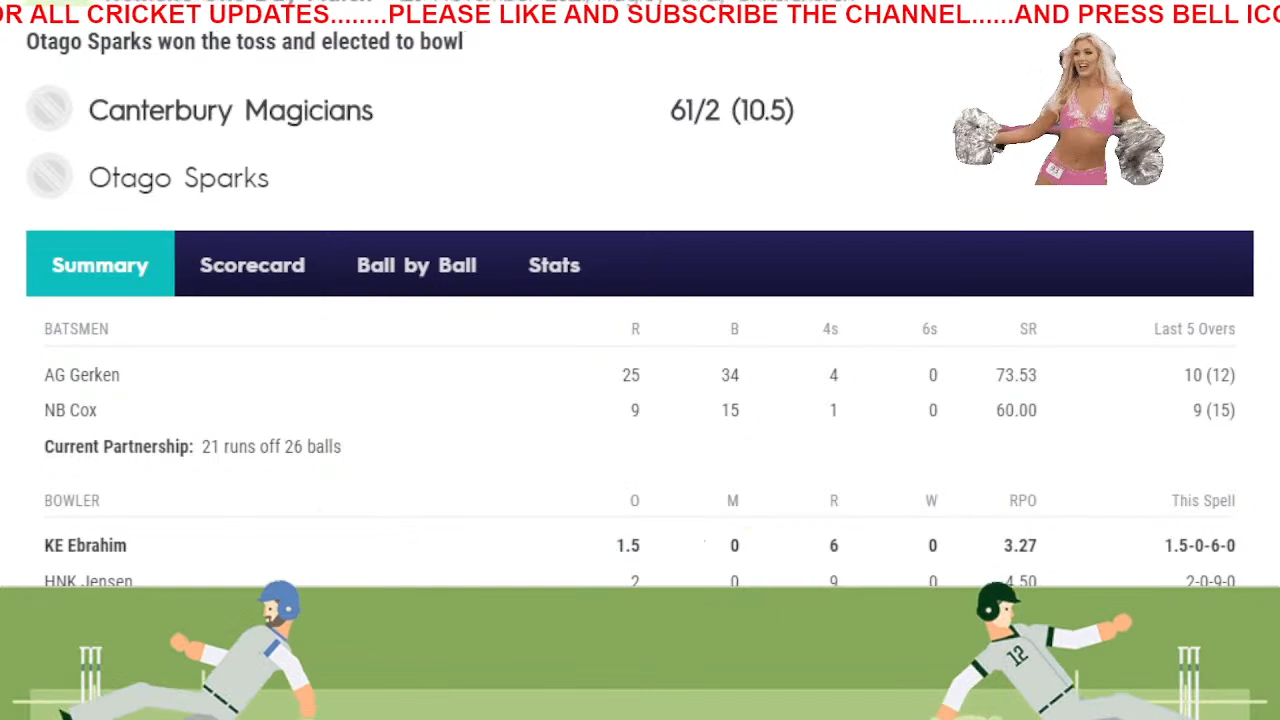 OR ALL CRICKET UPDATES........PLEASE LIKE AND SUBSCRIBE THE CHANNEL......AND PRESS BELL ICO
Otago Sparks won the toss and elected to bowl
Canterbury Magicians 61/2 (10.5)
Otago Sparks
Summary Scorecard Ball by Ball Stats
BATSMEN R B 4s 6s SR Last 5 Overs
AG Gerken 25 34 4 0 73.53 10 (12)
NB Cox 9 15 1 0 60.00 9 (15)
Current Partnership: 21 runs off 26 balls
BOWLER O M R W RPO This Spell
KE Ebrahim 1.5 0 6 0 3.27 1.5-0-6-0
HNK Jensen 2 0 9 0 4.50 2-0-9-0
12